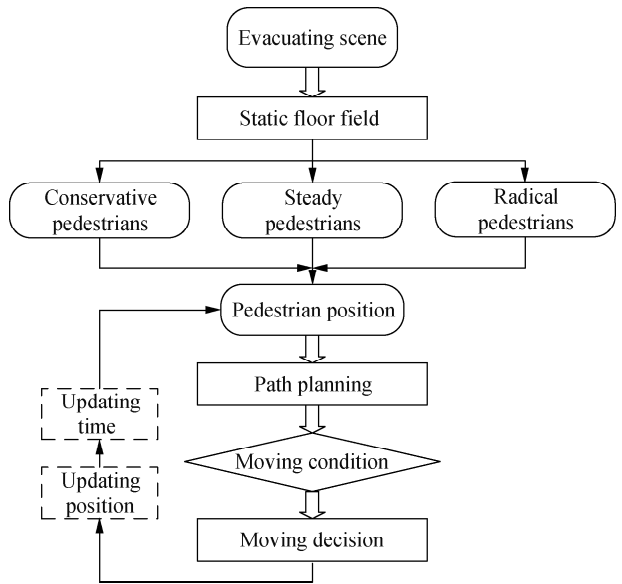 Evacuating scene
Static floor field
Conservative
pedestrians
Steady
pedestrians
Radical
pedestrians
Pedestrian position
Path planning
Updating
time
Moving condition
Updating
position
Moving decision